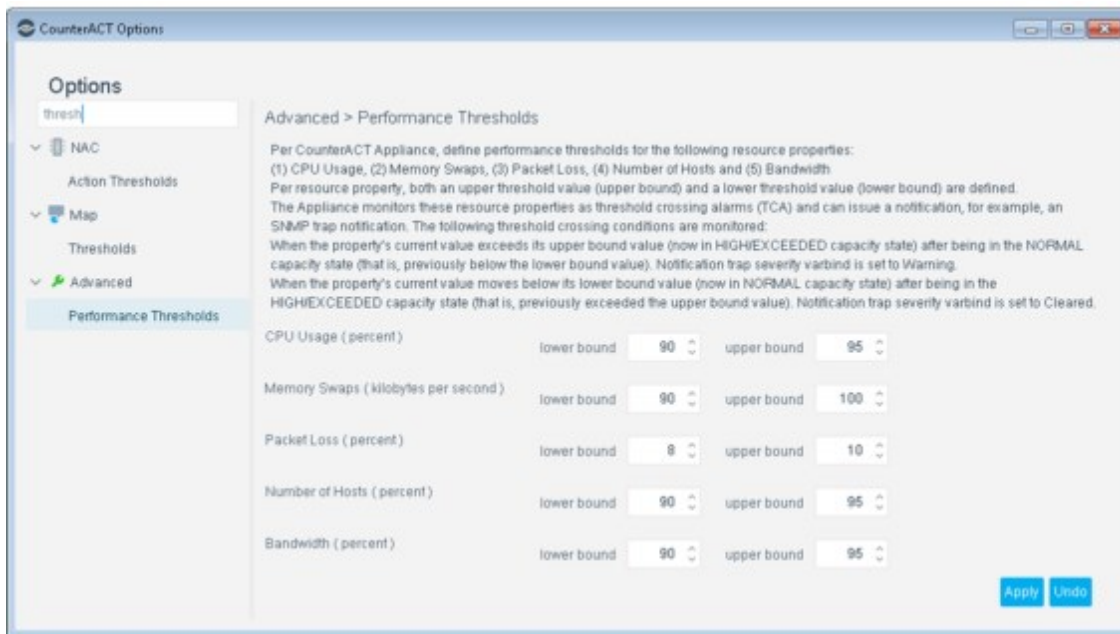 CounterACT Options
Options
thresh
NAC
Action Thresholds
Map
Thresholds
Advanced
Performance Thresholds
Advanced > Performance Thresholds
Per CounterACT Appliance, define performance thresholds for the following resource properties:
(1) CPU Usage, (2) Memory Swaps, (3) Packet Loss, (4) Number of Hosts and (5) Bandwidth
Per resource property, both an upper threshold value (upper bound) and a lower threshold value (lower bound) are defined.
The Appliance monitors these resource properties as threshold crossing alarms (TCA) and can issue a notification, for example, an
SNMP trap notification. The following threshold crossing conditions are monitored:
When the property's current value exceeds its upper bound value (now in HIGH/EXCEEDED capacity state) after being in the NORMAL
capacity state (that is, previously below the lower bound value). Notification trap severity varbind is set to Warning.
When the property's current value moves below its lower bound value (now in NORMAL capacity state) after being in the
HIGH/EXCEEDED capacity state (that is, previously exceeded the upper bound value). Notification trap severity varbind is set to Cleared.
CPU Usage ( percent ) lower bound 90 upper bound 95
Memory Swaps ( kilobytes per second ) lower bound 90 upper bound 100
Packet Loss ( percent ) lower bound 8 upper bound 10
Number of Hosts ( percent ) lower bound 90 upper bound 95
Bandwidth ( percent ) lower bound 90 upper bound 95
Apply Undo